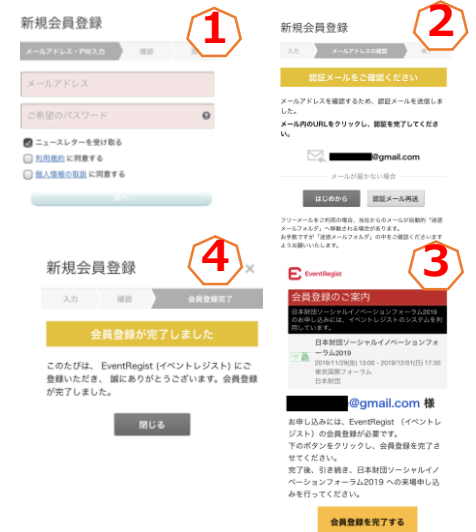 1
新規会員登録
メールアドレス・PW入力
確認
メールアドレス
ご希望のパスワード
ニュースレターを受け取る
利用規約 に同意する
個人情報の取扱 に同意する
次へ
2
新規会員登録
入力
メールアドレスの確認
完了
認証メールをご確認ください
メールアドレスを確認するため、認証メールを送信しま
した。
メール内のURLをクリックし、認証を完了してくださ
い。
@gmail.com
メールが届かない場合
はじめから
認証メール再送
フリーメールをご利用の場合、当社からのメールが自動的「迷惑
メールフォルダ」へ移動される場合があります。
お手数ですが「迷惑メールフォルダ」の中をご確認くださいます
ようお願いいたします。
3
EventRegist
会員登録のご案内
日本財団ソーシャルイノベーションフォーラム2019
のお申し込みには、イベントレジストのシステムを利
用しています。
日本財団ソーシャルイノベーションフォ
ーラム2019
2019/11/29(金) 13:00 - 2019/12/01(日) 17:30
東京国際フォーラム
日本財団
@gmail.com 様
お申し込みには、EventRegist （イベントレ
ジスト）の会員登録が必要です。
下のボタンをクリックし、会員登録を完了さ
せてください。
完了後、引き続き、日本財団ソーシャルイノ
ベーションフォーラム2019 への来場申し込
みを行ってください。
会員登録を完了する
4
新規会員登録
×
入力
確認
会員登録完了
会員登録が完了しました
このたびは、 EventRegist (イベントレジスト) にご
登録いただき、 誠にありがとうございます。会員登録
が完了しました。
閉じる